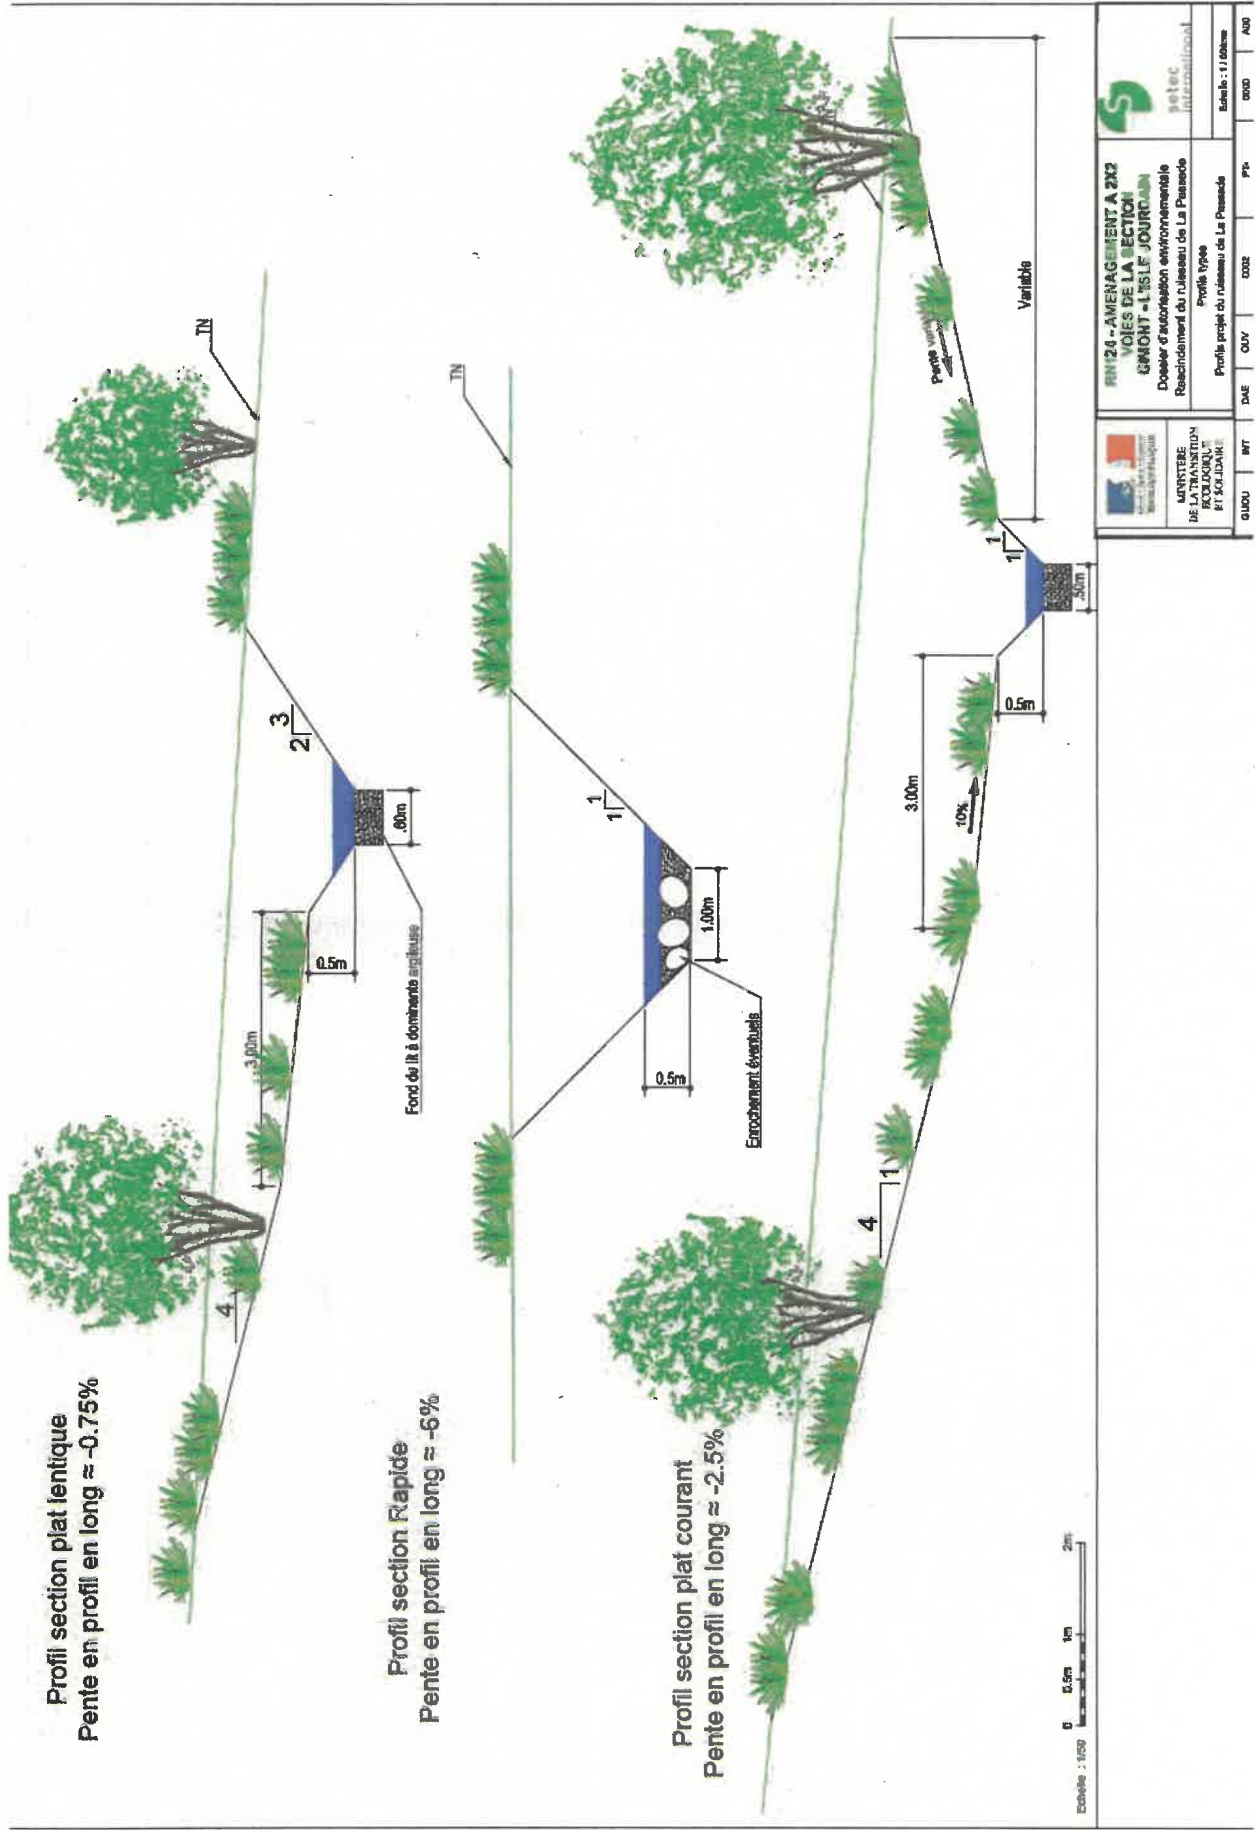 Profil section plat lentique
Pente en profil en long ≈ -0.75%
4
3.00m
0.5m
.60m
2
3
TN
Fond du lit à dominante argileuse
Profil section Rapide
Pente en profil en long ≈ -6%
0.5m
1.00m
1
1
TN
Enrochement éventuels
Profil section plat courant
Pente en profil en long ≈ -2.5%
4
1
3.00m
10%
0.5m
.50m
1
1
Pente
Variable
Echelle : 1/50
0
0.5m
1m
2m
MINISTERE
DE LA TRANSITION
ECOLOGIQUE
ET SOLIDAIRE
RN124 - AMENAGEMENT A 2X2
VOIES DE LA SECTION
GIMONT - L'ISLE JOURDAIN
Dossier d'autorisation environnementale
Rescindement du ruisseau de La Passade
Profils types
Profils projet du ruisseau de La Passade
setec
international
DAE
OUV
0002
0000
A00